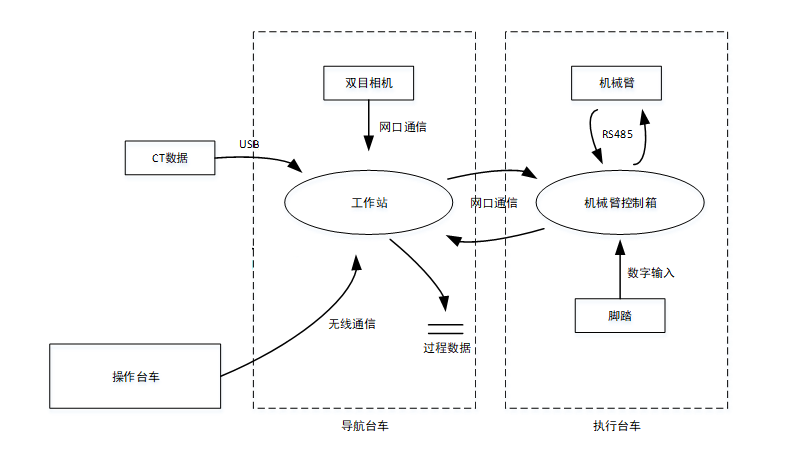 双目相机
机械臂
网口通信
RS485
USB
CT数据
工作站
网口通信
机械臂控制箱
数字输入
无线通信
脚踏
过程数据
操作台车
导航台车
执行台车